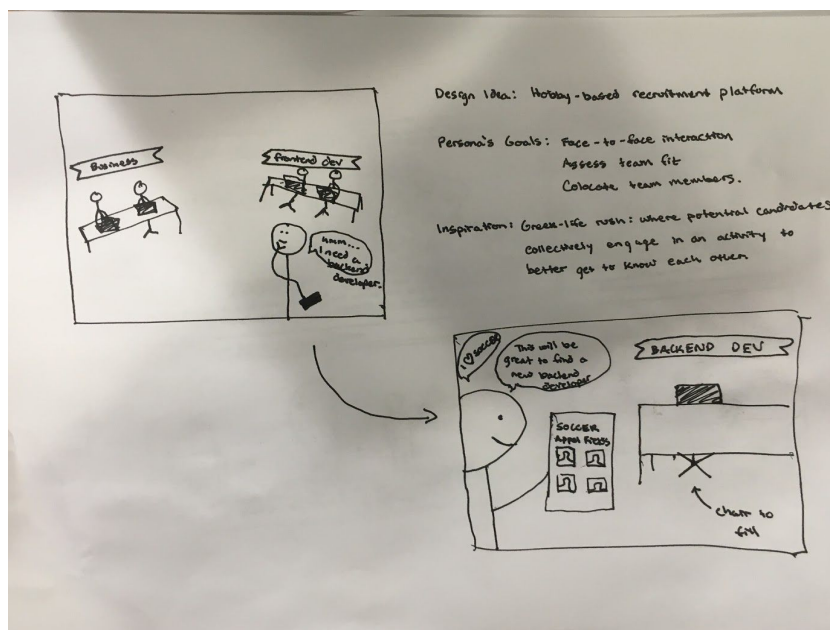 Design Idea: Hobby-based recruitment platform
Persona's Goals: Face-to-face interaction
Assess team fit
Colocate team members.
Inspiration: Greek-life rush: where potential candidates
collectively engage in an activity to
better get to know each other
Business
frontend dev
hmm...
I need a
backend
developer.
I ♡ SOCCER
This will be
great to find a
new backend
developer
BACKEND DEV
SOCCER
Fields
chair to
fill